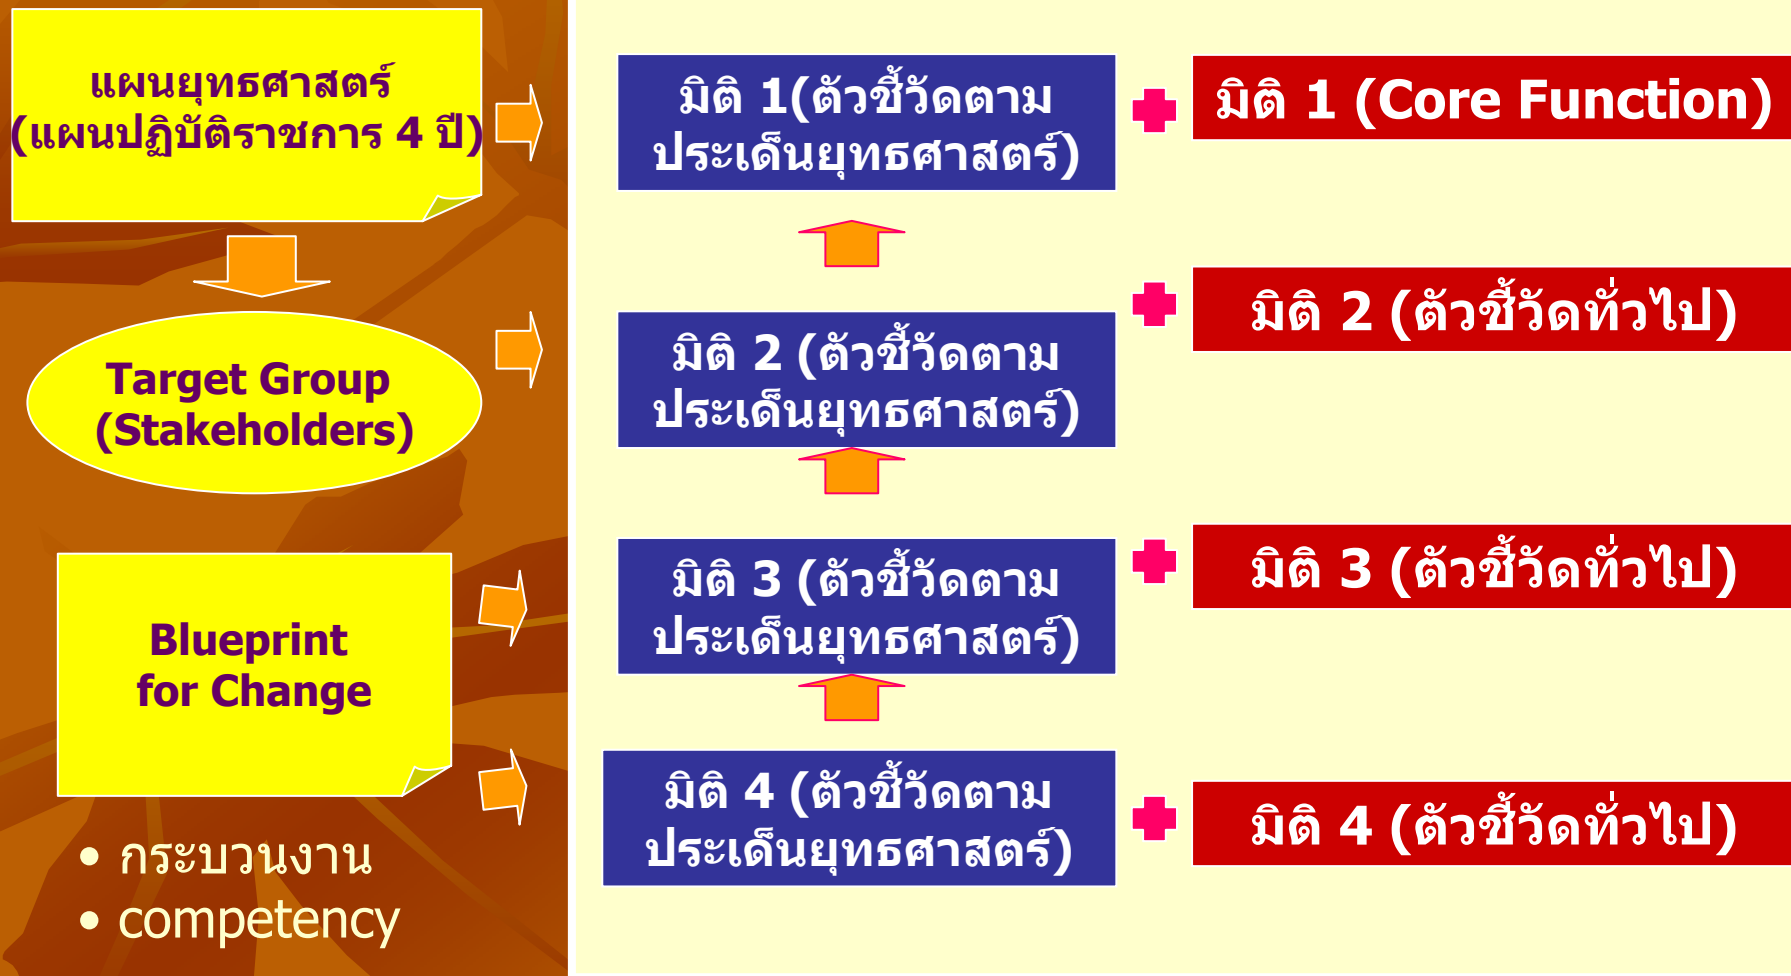 แผนยุทธศาสตร์
(แผนปฏิบัติราชการ 4 ปี)
Target Group
(Stakeholders)
Blueprint
for Change
• กระบวนงาน
• competency
มิติ 1(ตัวชี้วัดตาม
ประเด็นยุทธศาสตร์)
มิติ 1 (Core Function)
มิติ 2 (ตัวชี้วัดตาม
ประเด็นยุทธศาสตร์)
มิติ 2 (ตัวชี้วัดทั่วไป)
มิติ 3 (ตัวชี้วัดตาม
ประเด็นยุทธศาสตร์)
มิติ 3 (ตัวชี้วัดทั่วไป)
มิติ 4 (ตัวชี้วัดตาม
ประเด็นยุทธศาสตร์)
มิติ 4 (ตัวชี้วัดทั่วไป)